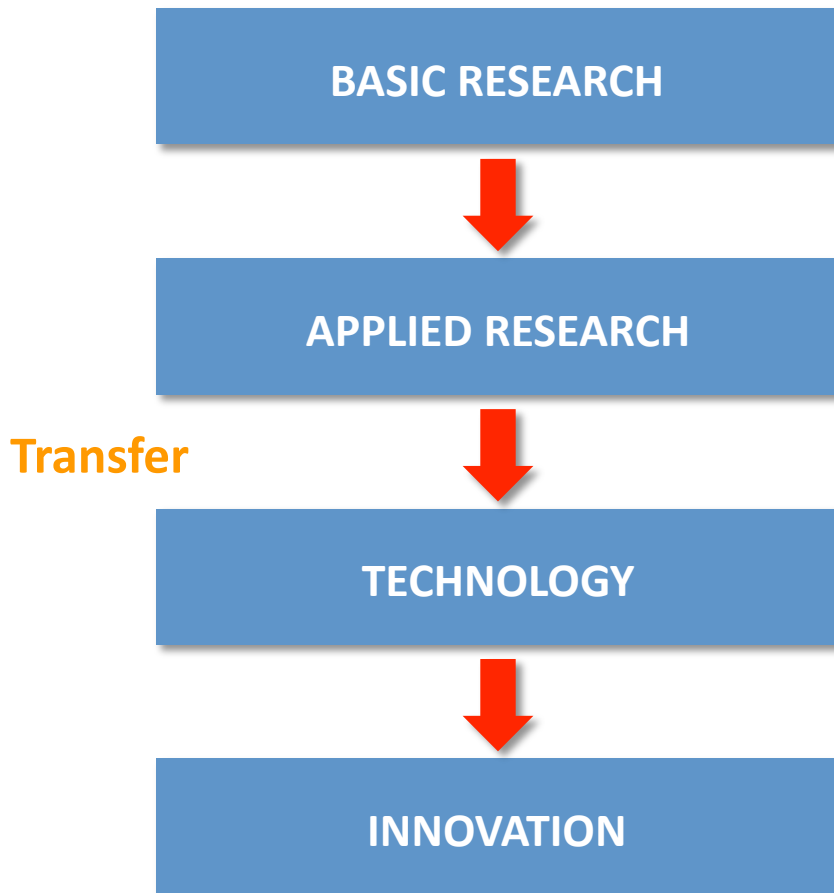 BASIC RESEARCH
APPLIED RESEARCH
Transfer
TECHNOLOGY
INNOVATION